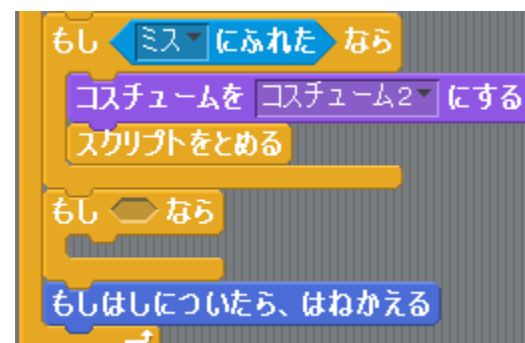 もし ミス にふれた なら
コスチュームを コスチューム2 にする
スクリプトをとめる
もし なら
もしはしについたら、はねかえる